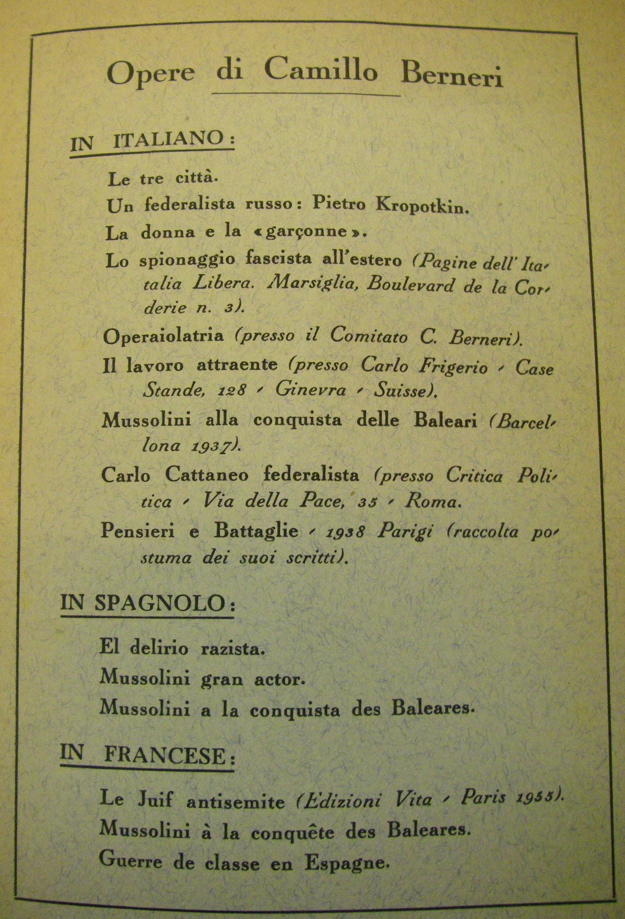 Opere di Camillo Berneri
IN ITALIANO:
Le tre città.
Un federalista russo: Pietro Kropotkin.
La donna e la «garçonne».
Lo spionaggio fascista all'estero (Pagine dell' Ita-
talia Libera. Marsiglia, Boulevard de la Cor-
derie n. 3).
Operaiolatria (presso il Comitato C. Berneri).
Il lavoro attraente (presso Carlo Frigerio - Case
Stande, 128 - Ginevra - Suisse).
Mussolini alla conquista delle Baleari (Barcel-
lona 1937).
Carlo Cattaneo federalista (presso Critica Poli-
tica - Via della Pace, 35 - Roma.
Pensieri e Battaglie - 1938 Parigi (raccolta po-
stuma dei suoi scritti).
IN SPAGNOLO:
El delirio razista.
Mussolini gran actor.
Mussolini a la conquista des Baleares.
IN FRANCESE:
Le Juif antisemite (Edizioni Vita - Paris 1955).
Mussolini à la conquête des Baleares.
Guerre de classe en Espagne.